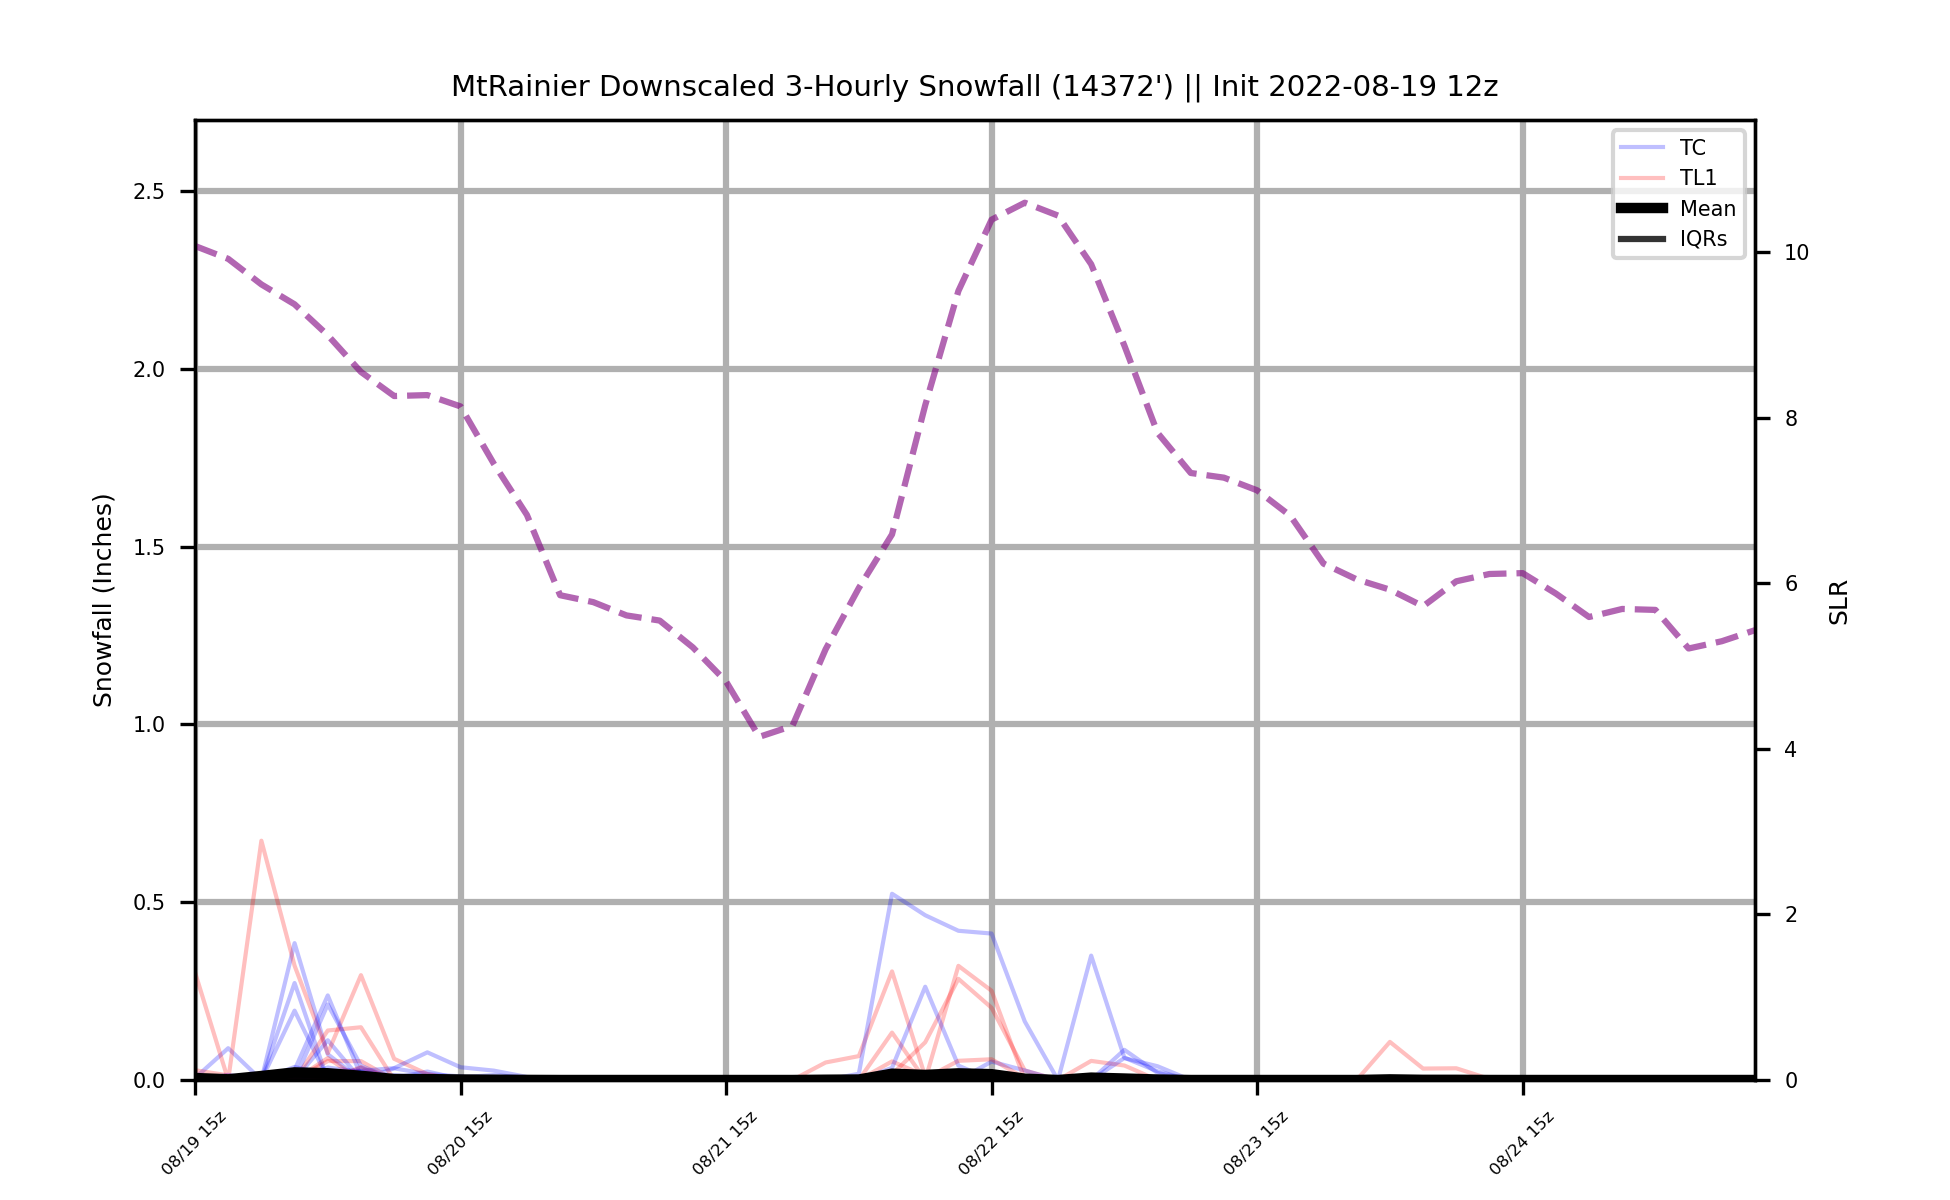 MtRainier Downscaled 3-Hourly Snowfall (14372') || Init 2022-08-19 12z
TC
TL1
Mean
IQRs
Snowfall (Inches)
2.5
2.0
1.5
1.0
0.5
0.0
10
8
6
4
2
0
SLR
08/19 15z
08/20 15z
08/21 15z
08/22 15z
08/23 15z
08/24 15z